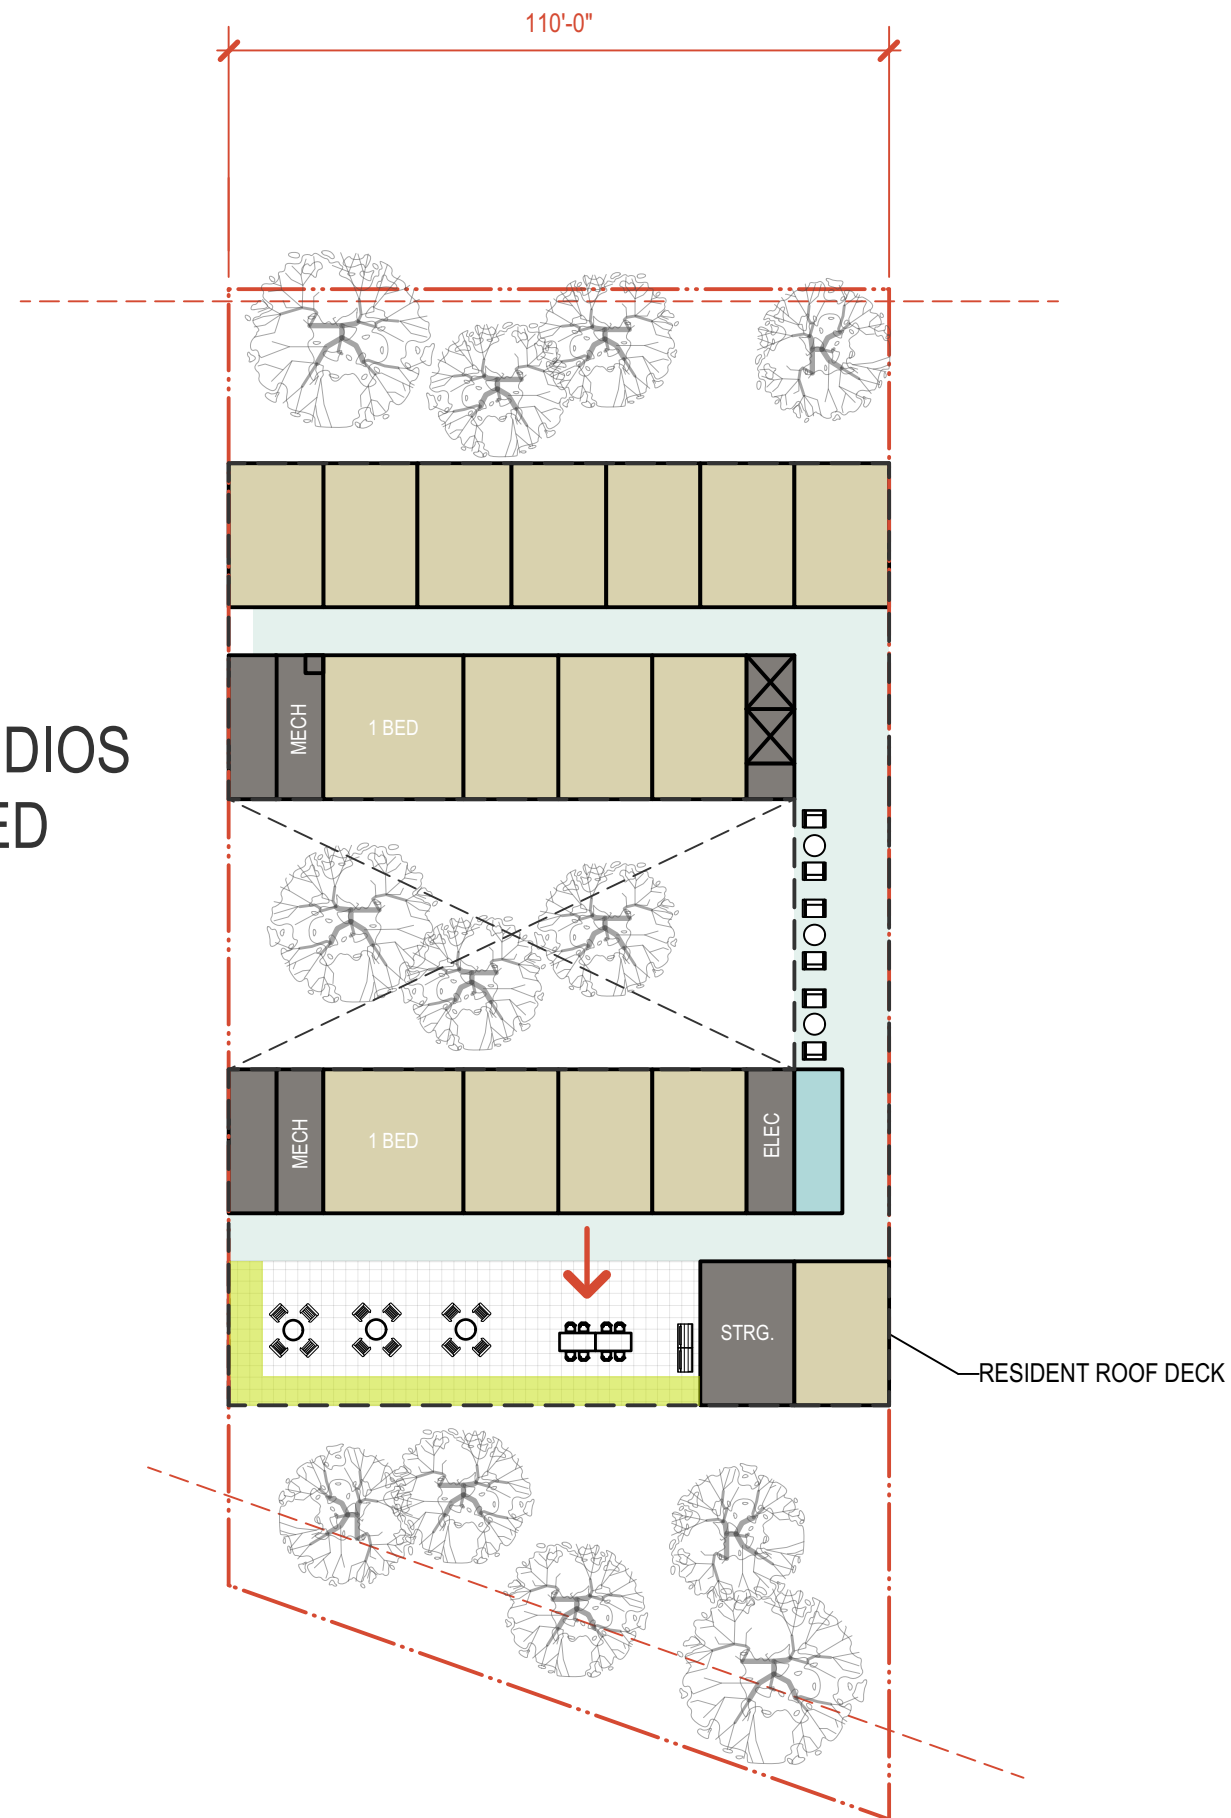 110'-0"
DIOS
ED
MECH
1 BED
MECH
1 BED
ELEC
STRG.
RESIDENT ROOF DECK